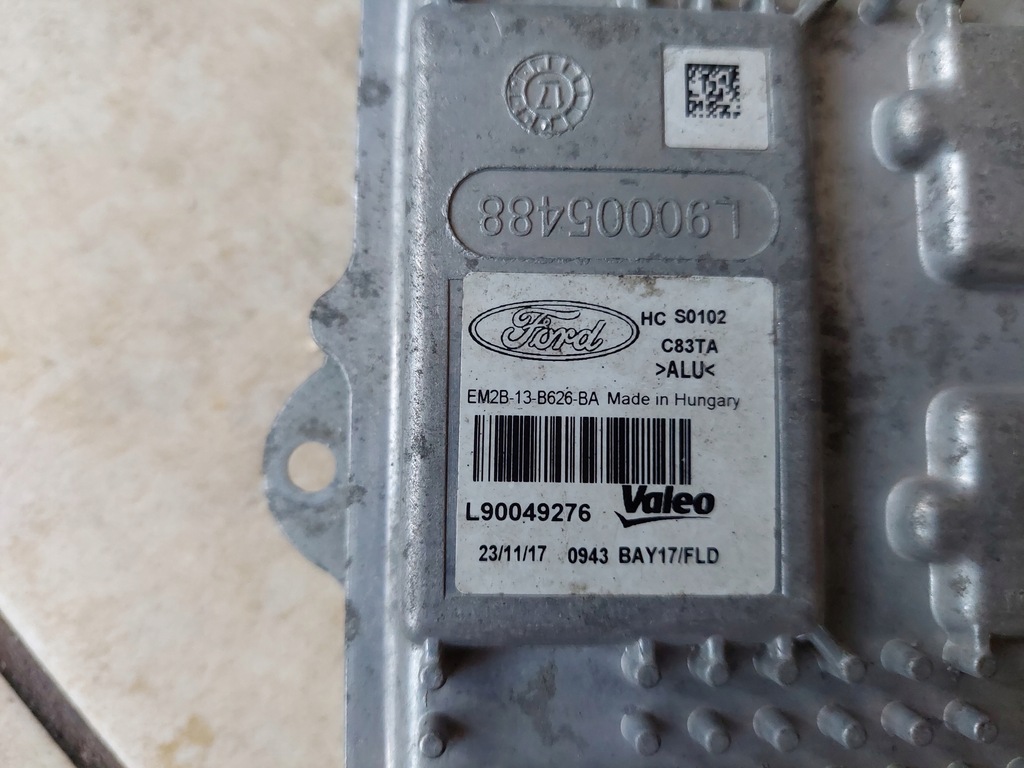 17
L90005488
Ford HC S0102
C83TA
>ALU<
EM2B-13-B626-BA Made in Hungary
L90049276 Valeo
23/11/17 0943 BAY17/FLD